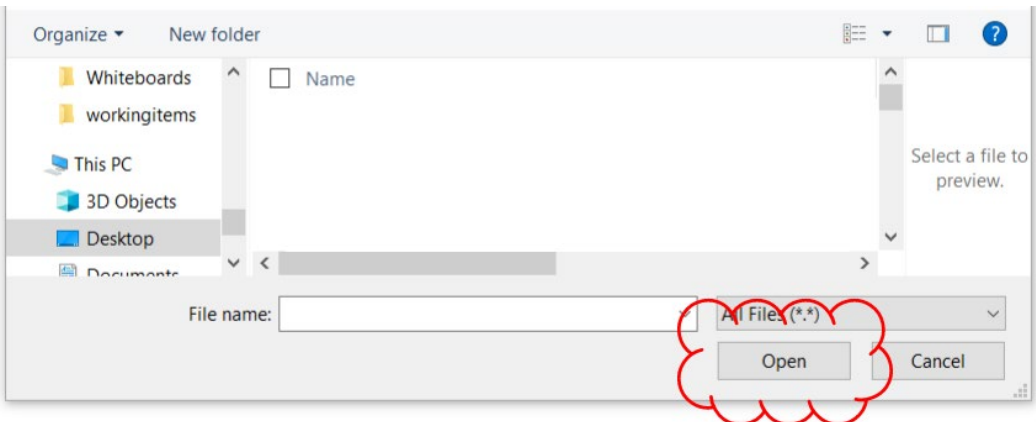 Organize New folder
Whiteboards
Name
workingitems
This PC
Select a file to
preview.
3D Objects
Desktop
Documents
File name:
All Files (*.*)
Open Cancel